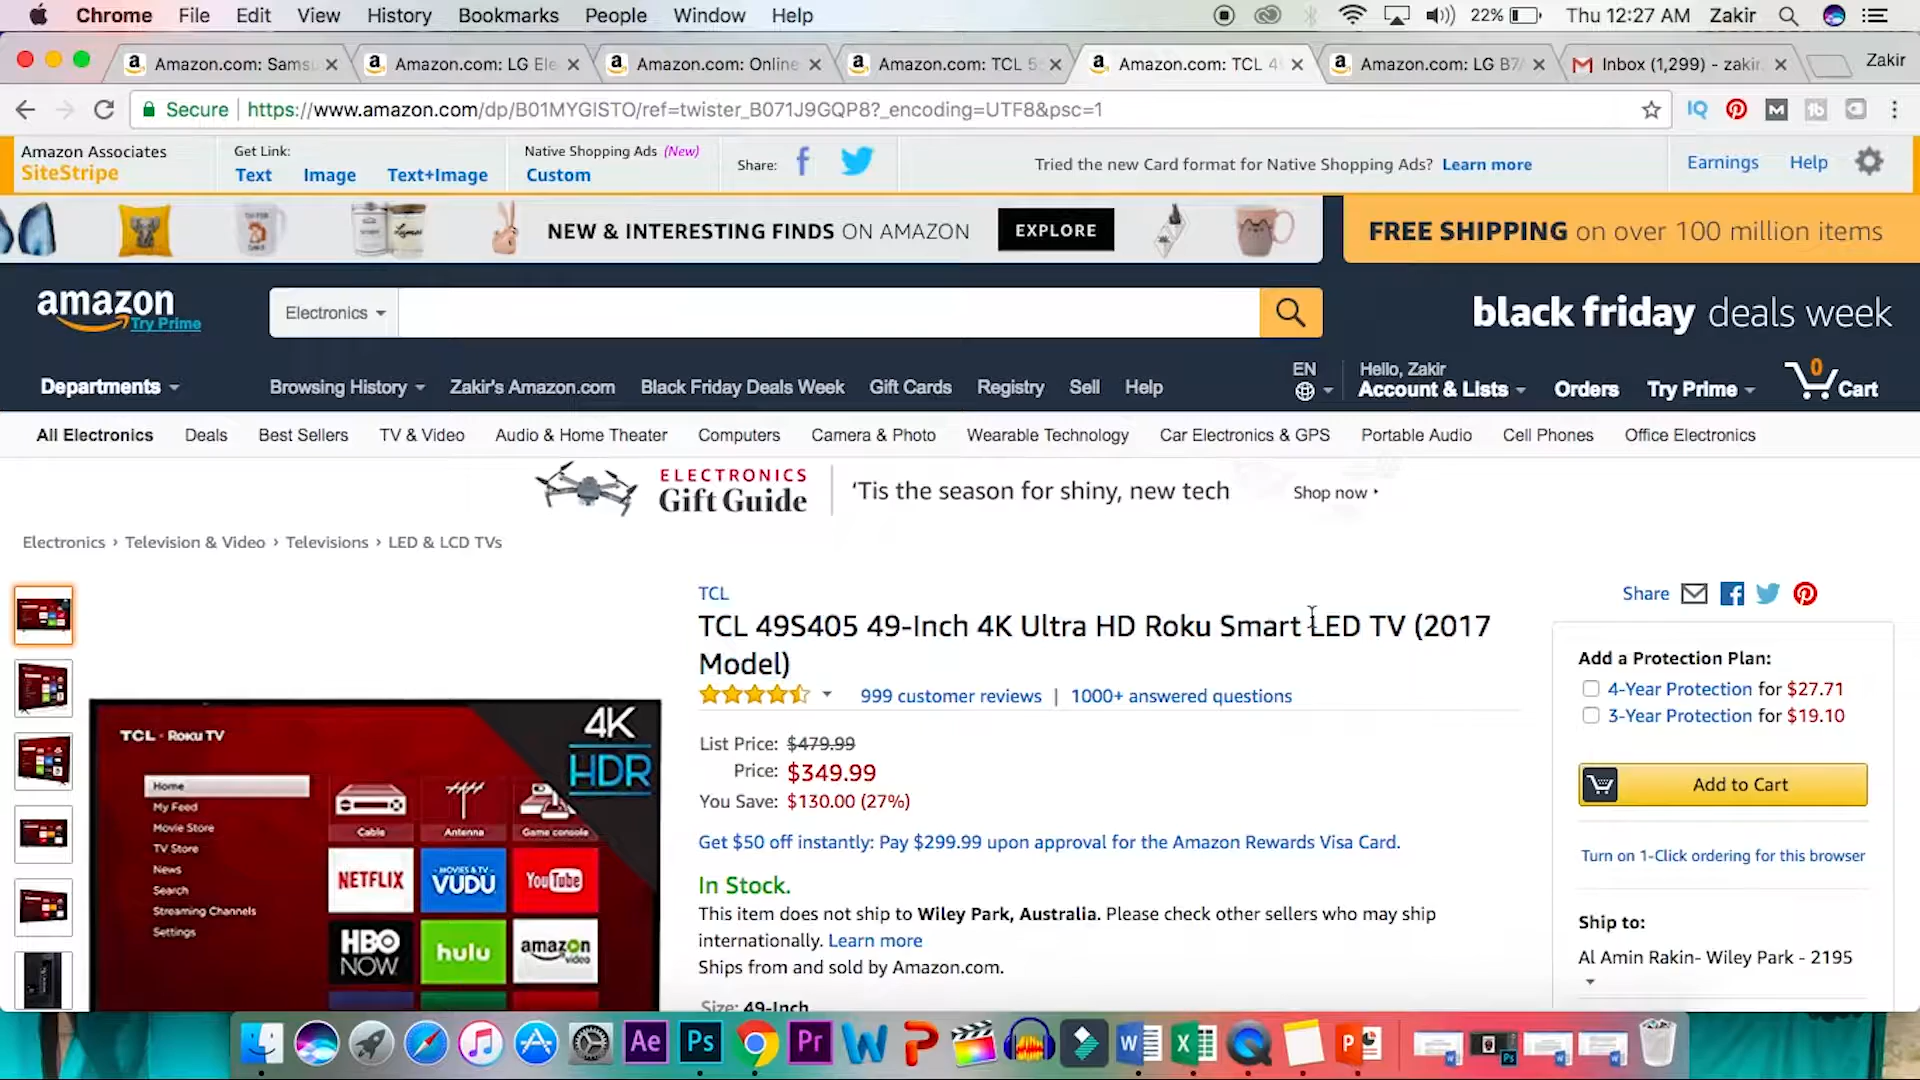 Chrome File Edit View History Bookmarks People Window Help 22% Thu 12:27 AM Zakir
Amazon.com: Sams Amazon.com: LG Ele Amazon.com: Online Amazon.com: TCL 5 Amazon.com: TCL 4 Amazon.com: LG B7 Inbox (1,299) - zakir Zakir
Secure https://www.amazon.com/dp/B01MYGISTO/ref=twister_B071J9GQP8?_encoding=UTF8&psc=1
Amazon Associates
SiteStripe
Get Link:
Text Image Text+Image
Native Shopping Ads (New)
Custom
Share:
Tried the new Card format for Native Shopping Ads? Learn more
Earnings Help
NEW & INTERESTING FINDS ON AMAZON EXPLORE
FREE SHIPPING on over 100 million items
amazon
Try Prime
Electronics
black friday deals week
Departments
Browsing History Zakir's Amazon.com Black Friday Deals Week Gift Cards Registry Sell Help
EN
Hello, Zakir
Account & Lists Orders Try Prime 0 Cart
All Electronics Deals Best Sellers TV & Video Audio & Home Theater Computers Camera & Photo Wearable Technology Car Electronics & GPS Portable Audio Cell Phones Office Electronics
ELECTRONICS
Gift Guide
‘Tis the season for shiny, new tech Shop now
Electronics › Television & Video › Televisions › LED & LCD TVs
TCL
TCL 49S405 49-Inch 4K Ultra HD Roku Smart LED TV (2017
Model)
999 customer reviews | 1000+ answered questions
List Price: $479.99
Price: $349.99
You Save: $130.00 (27%)
Get $50 off instantly: Pay $299.99 upon approval for the Amazon Rewards Visa Card.
In Stock.
This item does not ship to Wiley Park, Australia. Please check other sellers who may ship
internationally. Learn more
Ships from and sold by Amazon.com.
Size: 49-Inch
Share
Add a Protection Plan:
4-Year Protection for $27.71
3-Year Protection for $19.10
Add to Cart
Turn on 1-Click ordering for this browser
Ship to:
Al Amin Rakin- Wiley Park - 2195
TCL · Roku TV
4K
HDR
Home
My Feed
Movie Store
TV Store
News
Search
Streaming Channels
Settings
Cable Antenna Game console
NETFLIX MOVIES & TV VUDU YouTube
HBO NOW hulu amazon video
Ae Ps Pr W X P